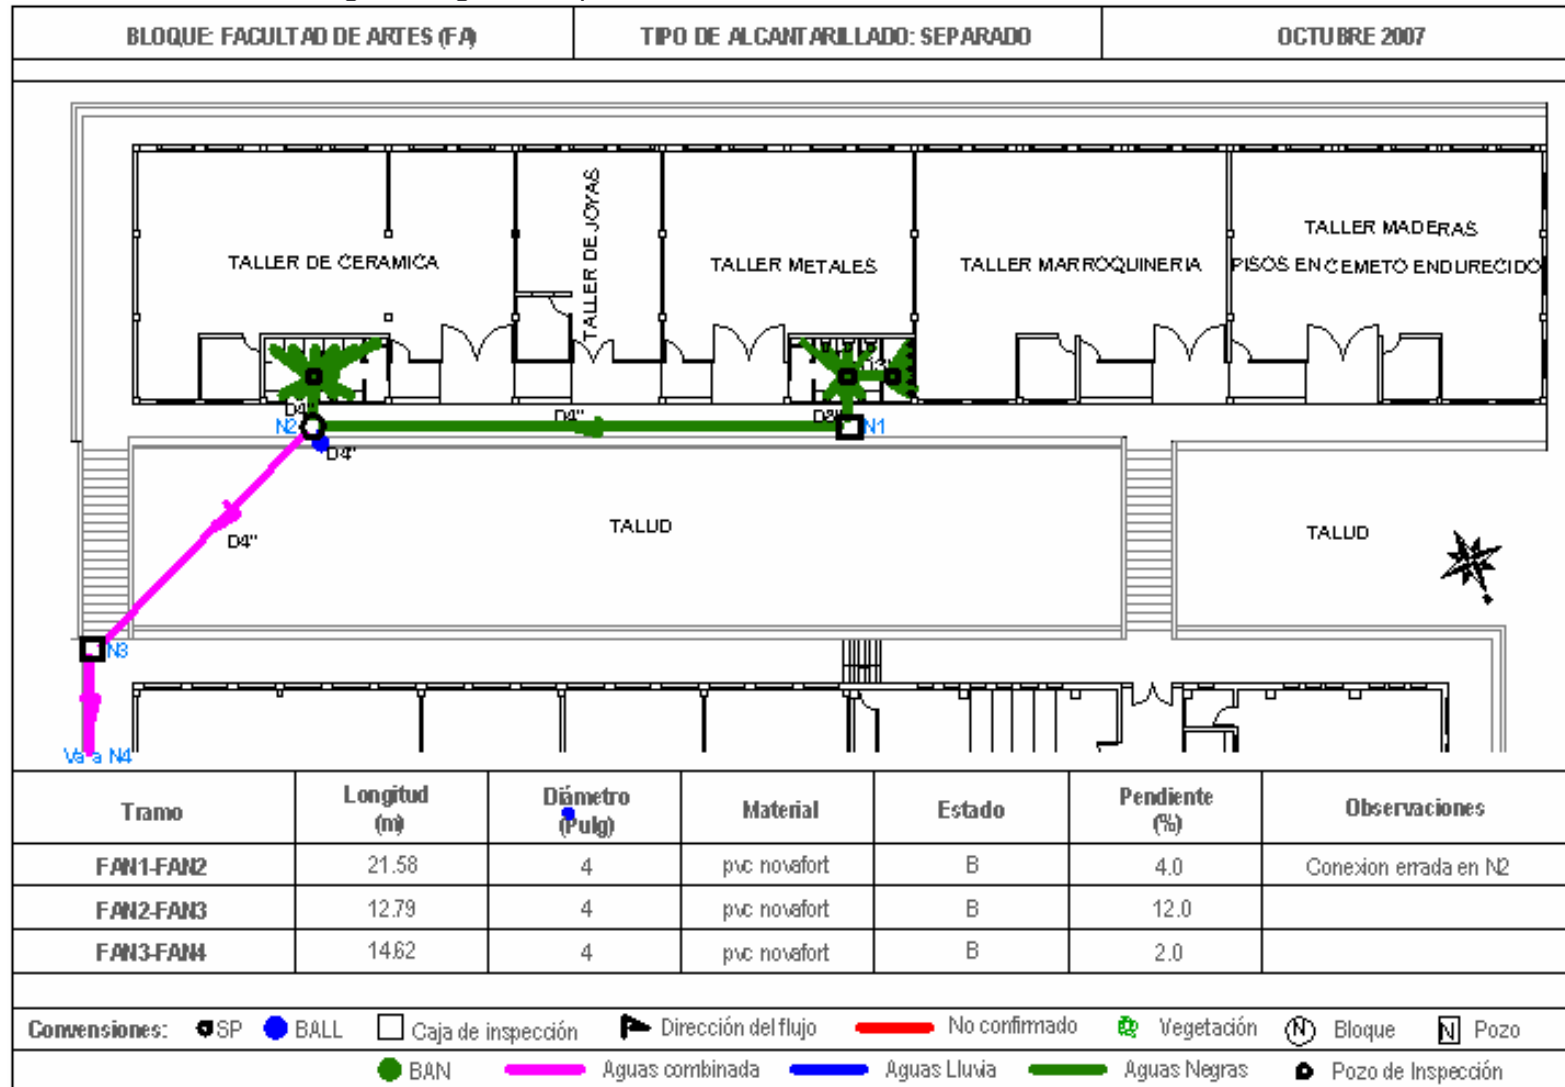 BLOQUE: FACULTAD DE ARTES (FA)
TIPO DE ALCANTARILLADO: SEPARADO
OCTUBRE 2007
TALLER DE CERAMICA
TALLER DE JOYAS
TALLER METALES
TALLER MARROQUINERIA
TALLER MADERAS
PISOS EN CEMETO ENDURECIDO
D4"
N2
D4"
D3"
N1
D4"
D4"
TALUD
TALUD
N3
Va a N4
Tramo
Longitud (m)
Diámetro (Pulg)
Material
Estado
Pendiente (%)
Observaciones
FAN1-FAN2 21.58 4 pvc novafort B 4.0 Conexion errada en N2
FAN2-FAN3 12.79 4 pvc novafort B 12.0
FAN3-FAN4 14.62 4 pvc novafort B 2.0
Convensiones: SP BALL Caja de inspección Dirección del flujo No confirmado Vegetación N Bloque N Pozo
BAN Aguas combinada Aguas Lluvia Aguas Negras Pozo de Inspección